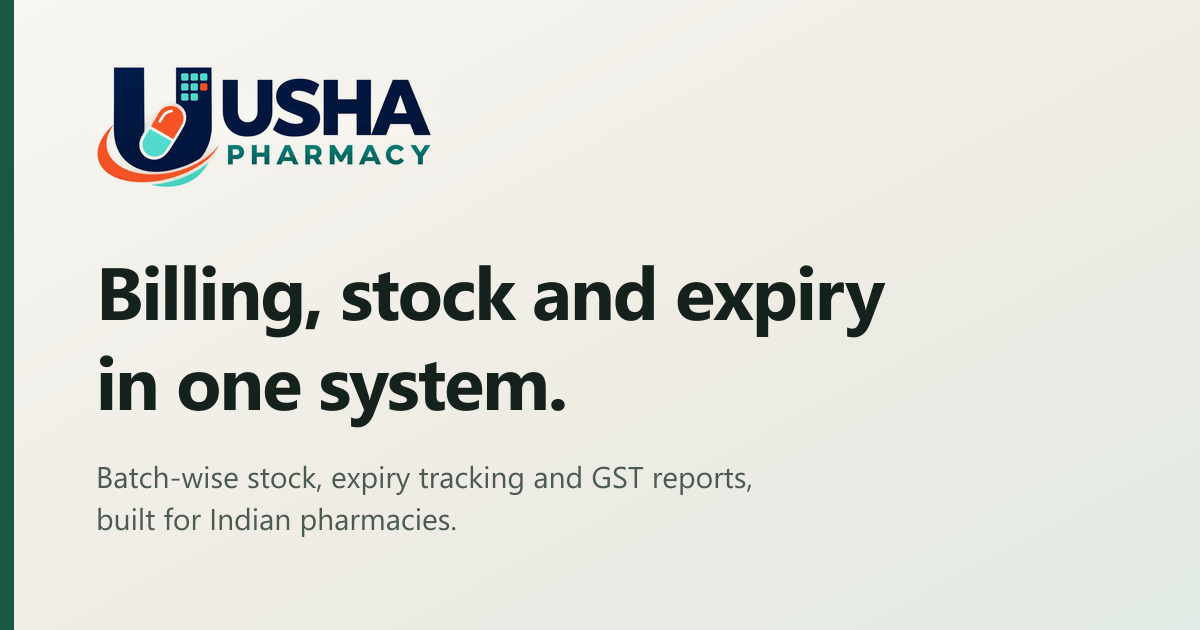 USHA
PHARMACY
Billing, stock and expiry
in one system.
Batch-wise stock, expiry tracking and GST reports,
built for Indian pharmacies.